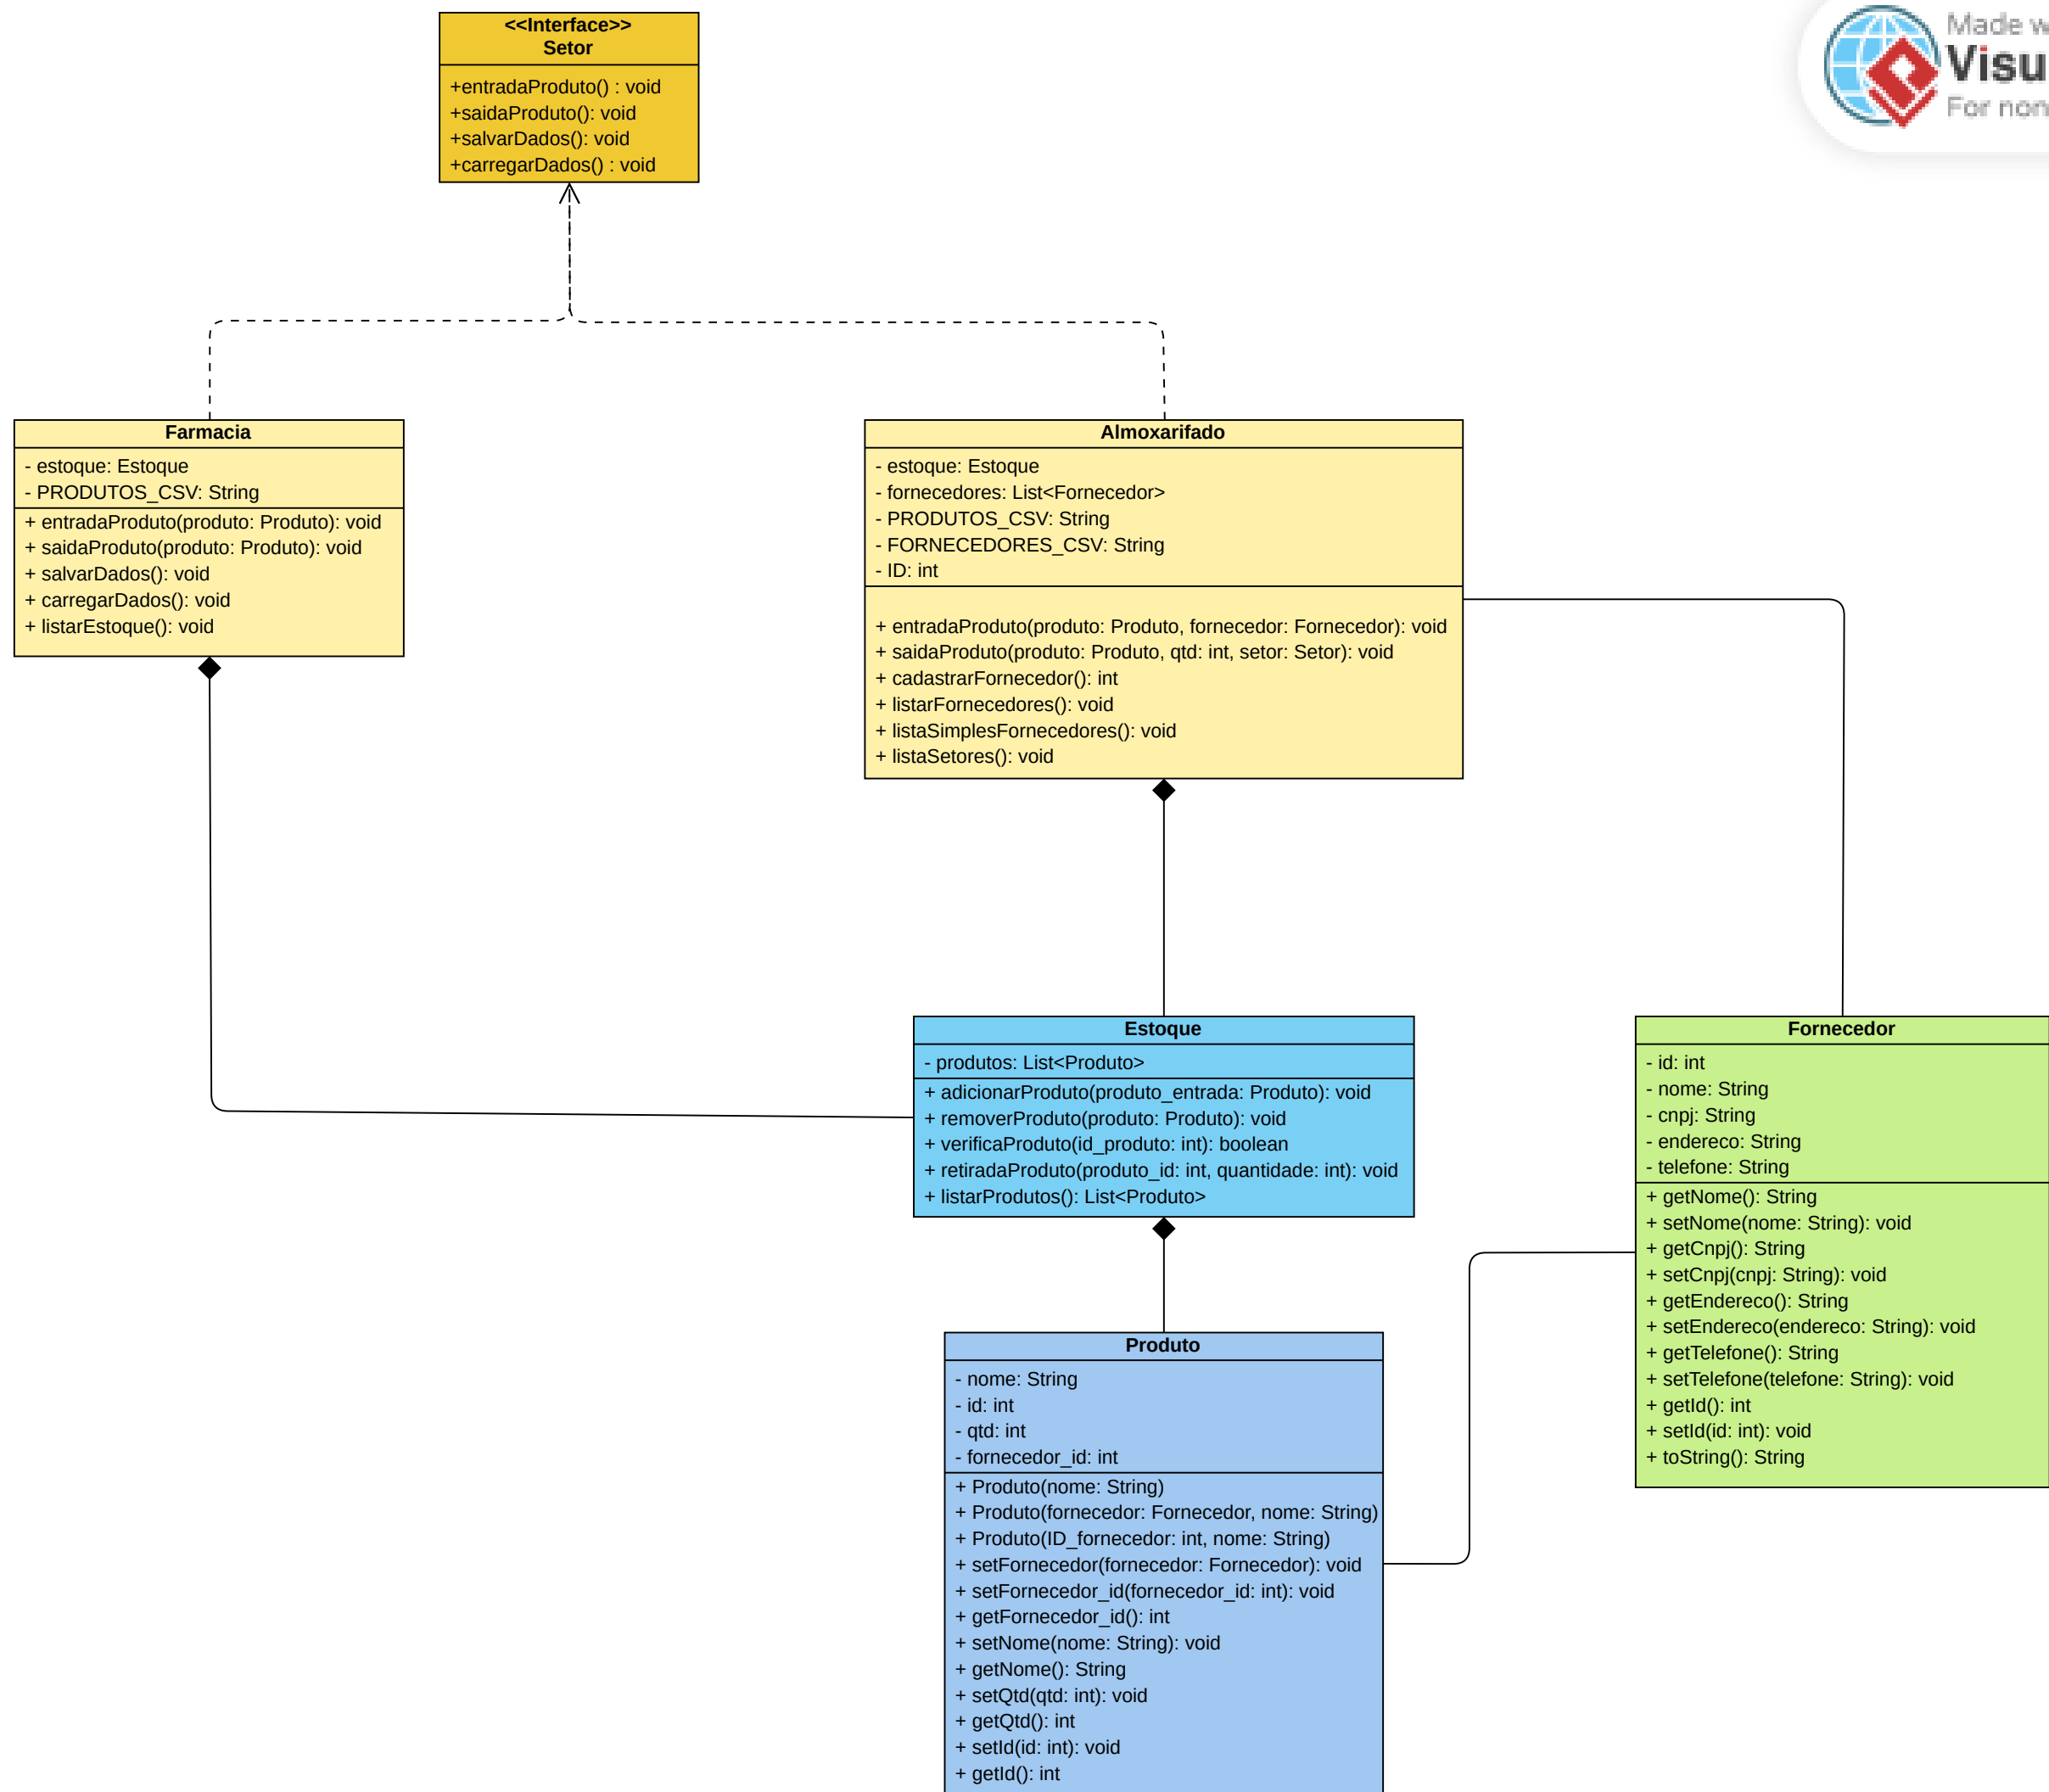 <<Interface>>
Setor
+entradaProduto() : void
+saidaProduto(): void
+salvarDados(): void
+carregarDados() : void
Made w
Visu
For non
Farmacia
- estoque: Estoque
- PRODUTOS_CSV: String
+ entradaProduto(produto: Produto): void
+ saidaProduto(produto: Produto): void
+ salvarDados(): void
+ carregarDados(): void
+ listarEstoque(): void
Almoxarifado
- estoque: Estoque
- fornecedores: List<Fornecedor>
- PRODUTOS_CSV: String
- FORNECEDORES_CSV: String
- ID: int
+ entradaProduto(produto: Produto, fornecedor: Fornecedor): void
+ saidaProduto(produto: Produto, qtd: int, setor: Setor): void
+ cadastrarFornecedor(): int
+ listarFornecedores(): void
+ listaSimplesFornecedores(): void
+ listaSetores(): void
Estoque
- produtos: List<Produto>
+ adicionarProduto(produto_entrada: Produto): void
+ removerProduto(produto: Produto): void
+ verificaProduto(id_produto: int): boolean
+ retiradaProduto(produto_id: int, quantidade: int): void
+ listarProdutos(): List<Produto>
Fornecedor
- id: int
- nome: String
- cnpj: String
- endereco: String
- telefone: String
+ getNome(): String
+ setNome(nome: String): void
+ getCnpj(): String
+ setCnpj(cnpj: String): void
+ getEndereco(): String
+ setEndereco(endereco: String): void
+ getTelefone(): String
+ setTelefone(telefone: String): void
+ getId(): int
+ setId(id: int): void
+ toString(): String
Produto
- nome: String
- id: int
- qtd: int
- fornecedor_id: int
+ Produto(nome: String)
+ Produto(fornecedor: Fornecedor, nome: String)
+ Produto(ID_fornecedor: int, nome: String)
+ setFornecedor(fornecedor: Fornecedor): void
+ setFornecedor_id(fornecedor_id: int): void
+ getFornecedor_id(): int
+ setNome(nome: String): void
+ getNome(): String
+ setQtd(qtd: int): void
+ getQtd(): int
+ setId(id: int): void
+ getId(): int